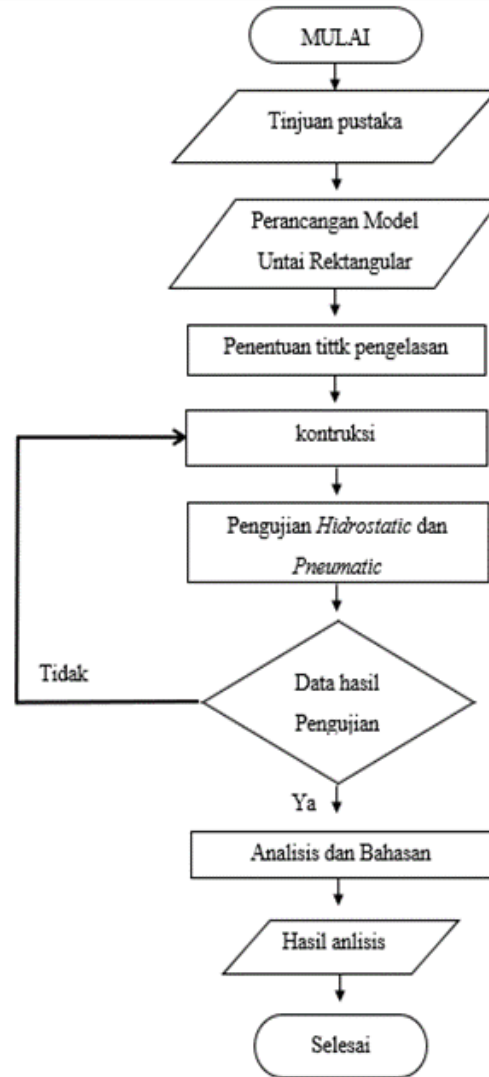 MULAI
Tinjuan pustaka
Perancangan Model
Untai Rektangular
Penentuan tittk pengelasan
kontruksi
Pengujian Hidrostatic dan
Pneumatic
Tidak
Data hasil
Pengujian
Ya
Analisis dan Bahasan
Hasil anlisis
Selesai